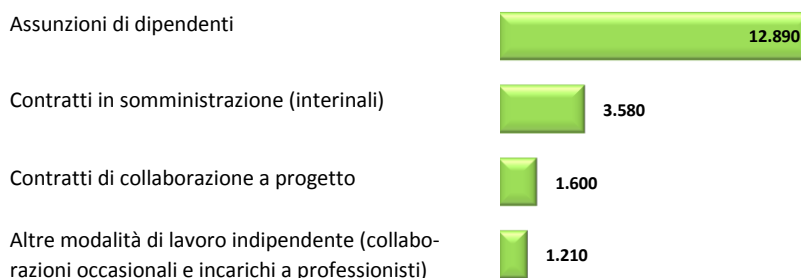 Assunzioni di dipendenti
12.890
Contratti in somministrazione (interinali)
3.580
Contratti di collaborazione a progetto
1.600
Altre modalità di lavoro indipendente (collabo-
razioni occasionali e incarichi a professionisti)
1.210